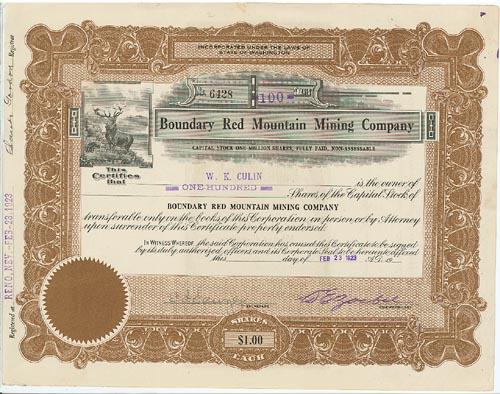 INCORPORATED UNDER THE LAWS OF
STATE OF WASHINGTON
No. 6428
100
Boundary Red Mountain Mining Company
CAPITAL STOCK ONE MILLION SHARES, FULLY PAID, NON-ASSESSABLE
This
Certifies
that
W. K. CULIN
is the owner of
ONE HUNDRED
Shares of the Capital Stock of
BOUNDARY RED MOUNTAIN MINING COMPANY
transferable only on the books of this Corporation in person or by Attorney
upon surrender of this Certificate properly endorsed.
IN WITNESS WHEREOF the said Corporation has caused this Certificate to be signed
by its duly authorized officers and its Corporate Seal to be hereunto affixed
this day of FEB 23 1923 A.D. 19
SHARES
$1.00
EACH
Registered at RENO, NEV - FEB-23-1923